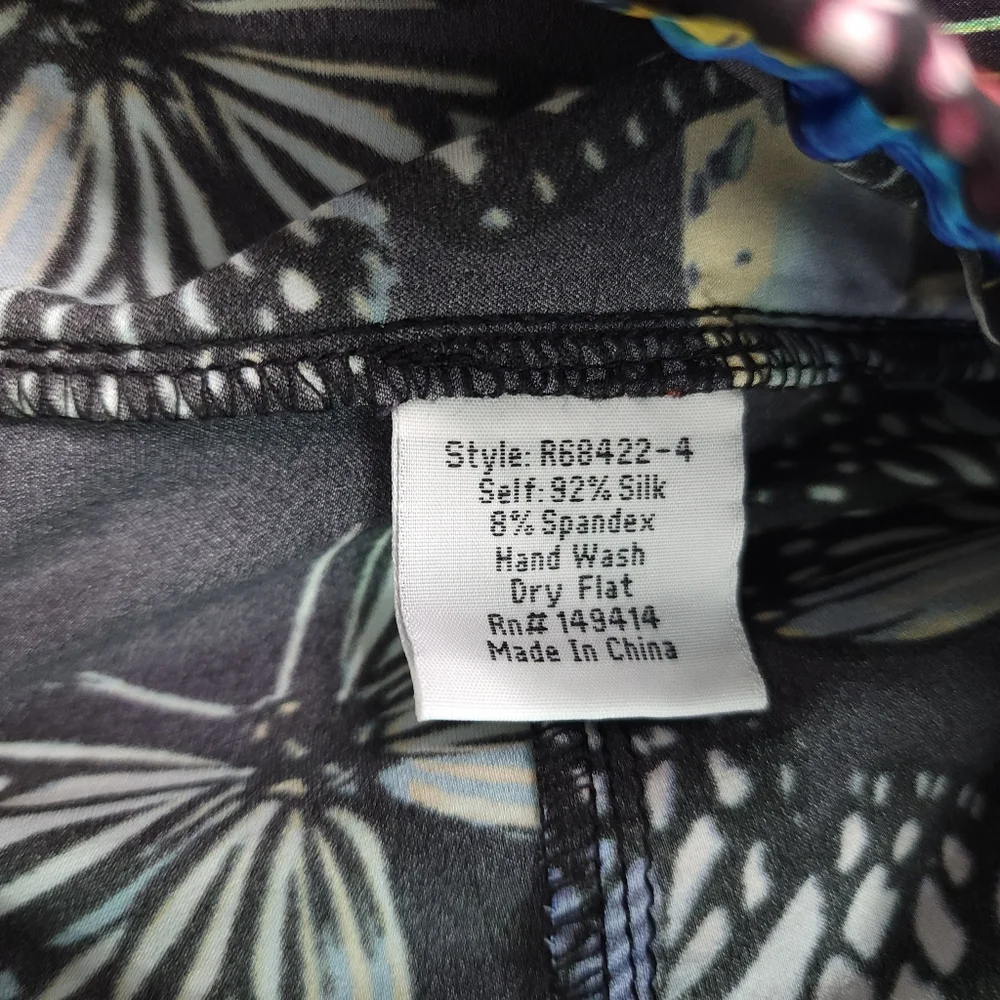 Style: R68422-4
Self: 92% Silk
8% Spandex
Hand Wash
Dry Flat
Rn# 149414
Made In China